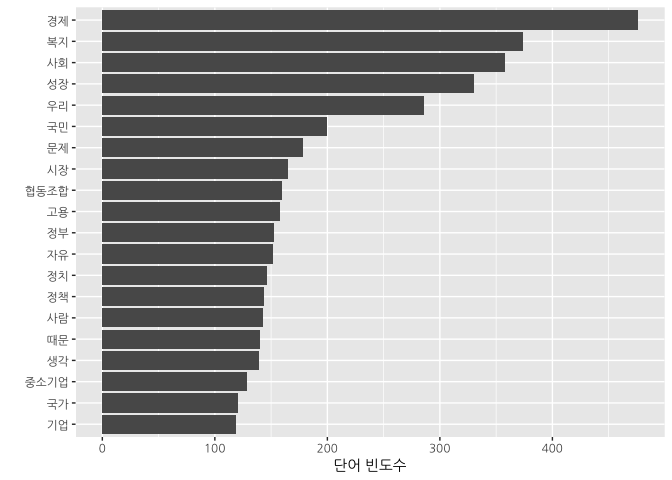 경제
복지
사회
성장
우리
국민
문제
시장
협동조합
고용
정부
자유
정치
정책
사람
때문
생각
중소기업
국가
기업
0 100 200 300 400
단어 빈도수